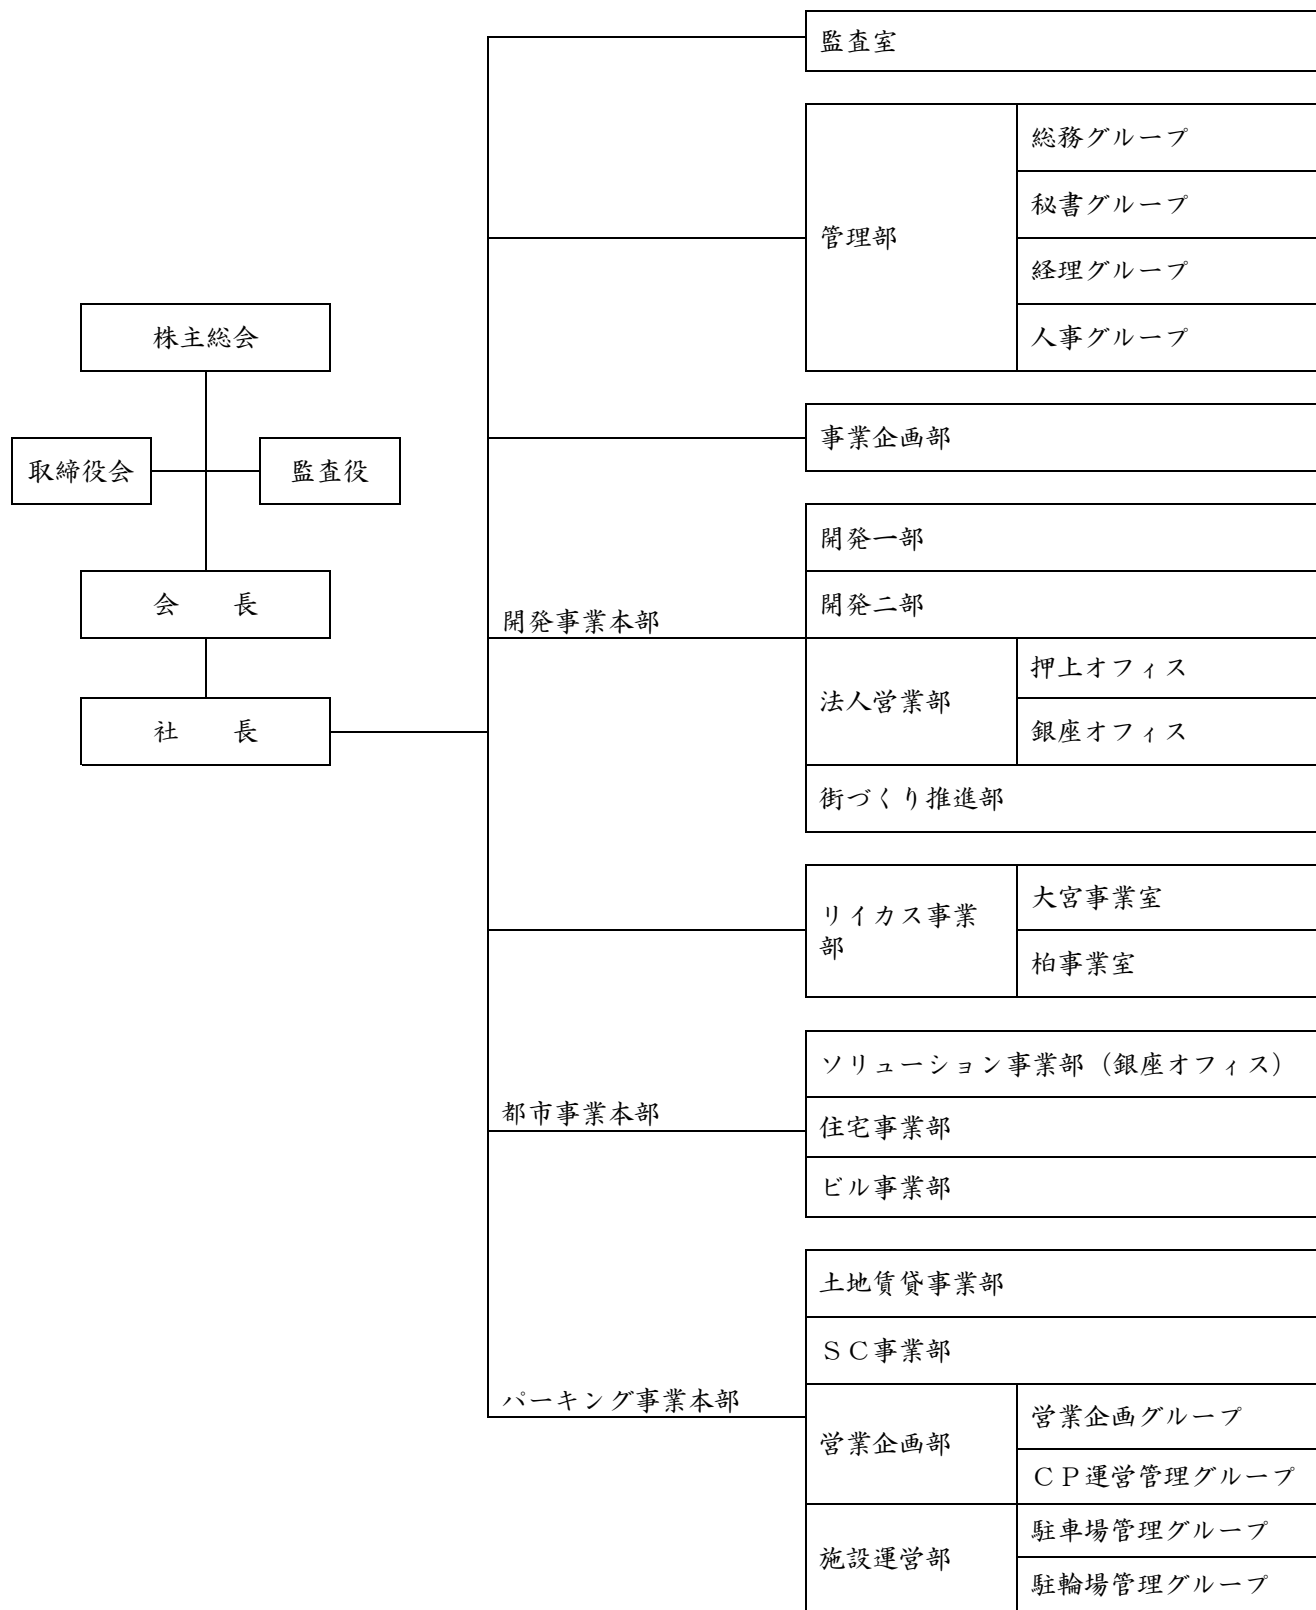 株主総会
取締役会
監査役
会　　長
社　　長
監査室
管理部
総務グループ
秘書グループ
経理グループ
人事グループ
事業企画部
開発事業本部
開発一部
開発二部
法人営業部
押上オフィス
銀座オフィス
街づくり推進部
リイカス事業
部
大宮事業室
柏事業室
都市事業本部
ソリューション事業部（銀座オフィス）
住宅事業部
ビル事業部
パーキング事業本部
土地賃貸事業部
ＳＣ事業部
営業企画部
営業企画グループ
ＣＰ運営管理グループ
施設運営部
駐車場管理グループ
駐輪場管理グループ